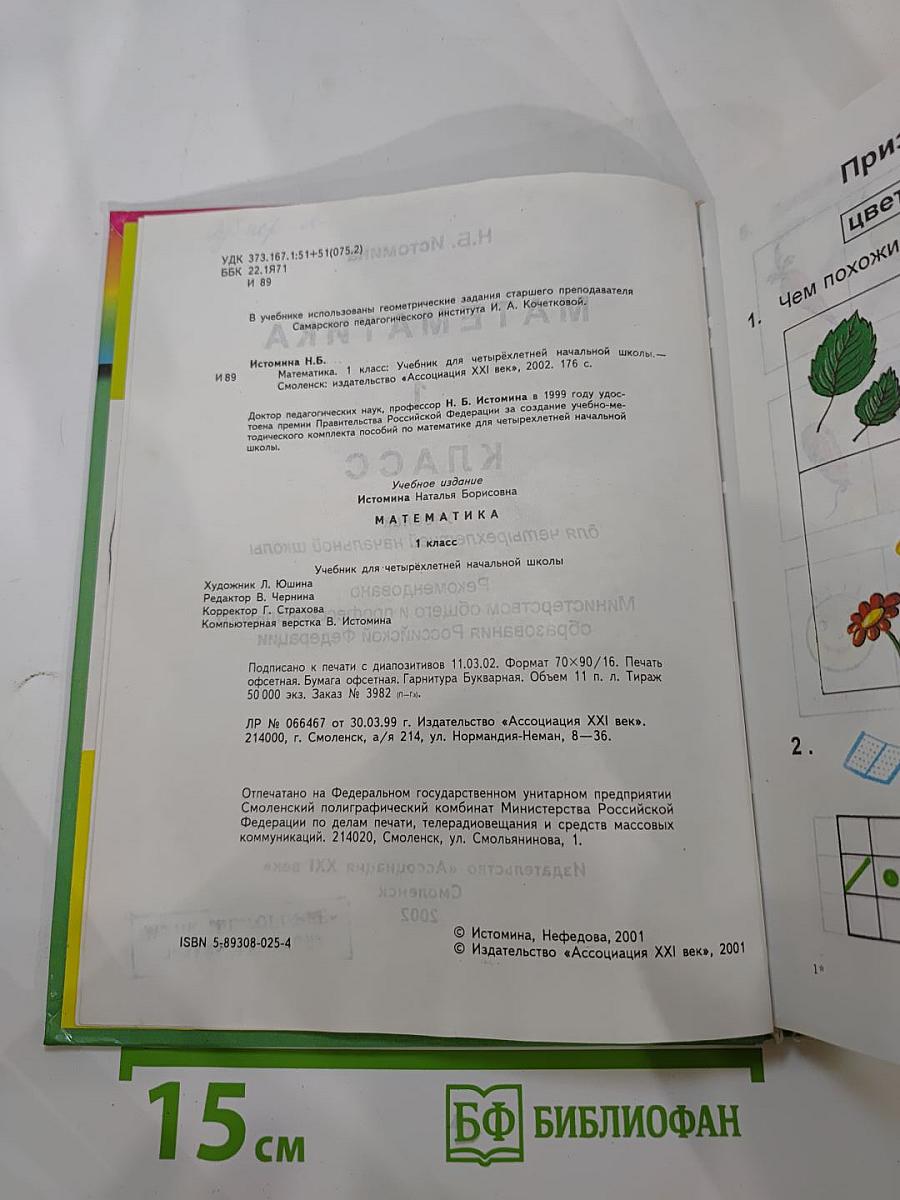 УДК 373.167.1:51+51(075.2)
ББК 22.1Я71
И 89
В учебнике использованы геометрические задания старшего преподавателя
Самарского педагогического института И. А. Кочетковой.
Истомина Н.Б.
И 89
Математика. 1 класс: Учебник для четырёхлетней начальной школы.—
Смоленск: издательство «Ассоциация XXI век», 2002. 176 с.
Доктор педагогических наук, профессор Н. Б. Истомина в 1999 году удос-
тоена премии Правительства Российской Федерации за создание учебно-ме-
тодического комплекта пособий по математике для четырехлетней начальной
школы.
Учебное издание
Истомина Наталья Борисовна
МАТЕМАТИКА
1 класс
Учебник для четырёхлетней начальной школы
Художник Л. Юшина
Редактор В. Чернина
Корректор Г. Страхова
Компьютерная верстка В. Истомина
Подписано к печати с диапозитивов 11.03.02. Формат 70×90/16. Печать
офсетная. Бумага офсетная. Гарнитура Букварная. Объем 11 п. л. Тираж
50 000 экз. Заказ № 3982 (п-гк).
ЛР № 066467 от 30.03.99 г. Издательство «Ассоциация XXI век».
214000, г. Смоленск, а/я 214, ул. Нормандия-Неман, 8—36.
Отпечатано на Федеральном государственном унитарном предприятии
Смоленский полиграфический комбинат Министерства Российской
Федерации по делам печати, телерадиовещания и средств массовых
коммуникаций. 214020, Смоленск, ул. Смольянинова, 1.
ISBN 5-89308-025-4
© Истомина, Нефедова, 2001
© Издательство «Ассоциация XXI век», 2001
Приз
цвет
1. Чем похожи
2.
1*
15 см
БФ БИБЛИОФАН